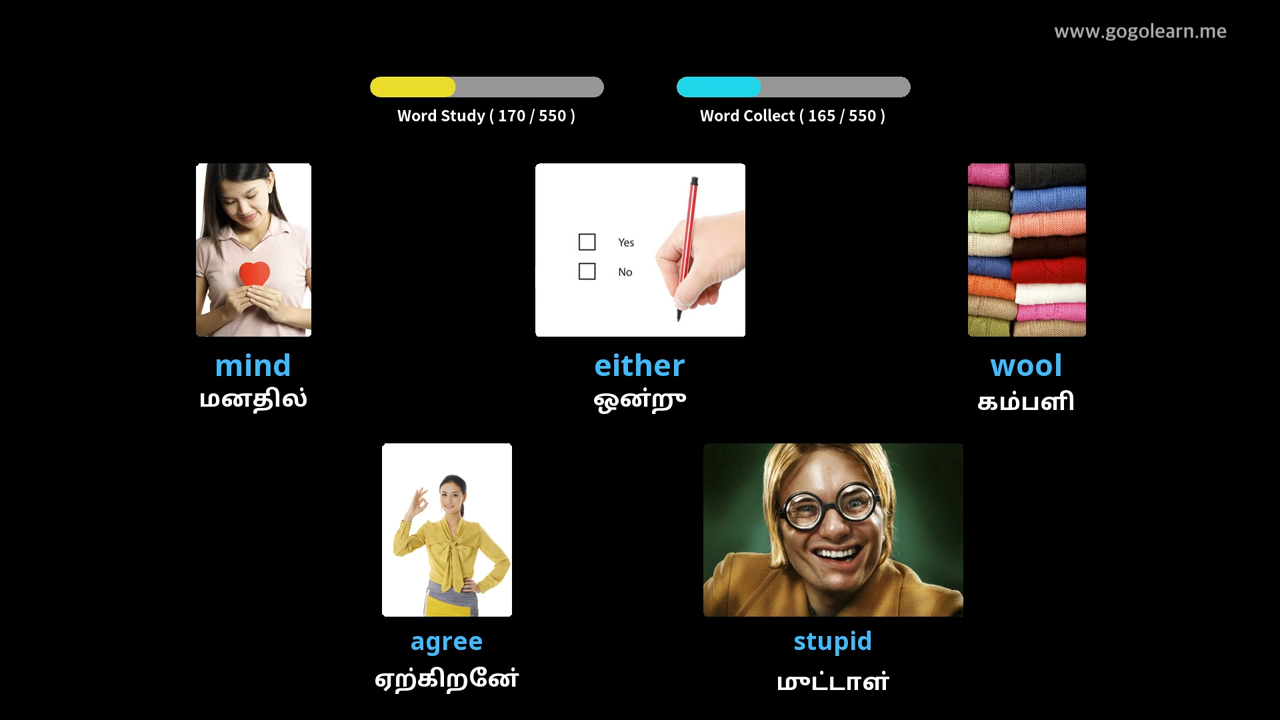 www.gogolearn.me
Word Study ( 170 / 550 )
Word Collect ( 165 / 550 )
Yes
No
mind
either
wool
மனதில்
ஒன்று
கம்பளி
agree
stupid
ஏற்கிறேன்
முட்டாள்